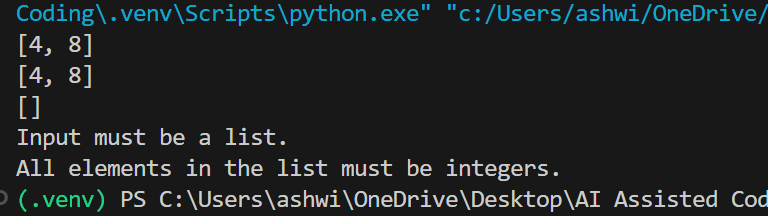 Coding\.venv\Scripts\python.exe" "c:/Users/ashwi/OneDrive/
[4, 8]
[4, 8]
[]
Input must be a list.
All elements in the list must be integers.
(.venv) PS C:\Users\ashwi\OneDrive\Desktop\AI Assisted Cod